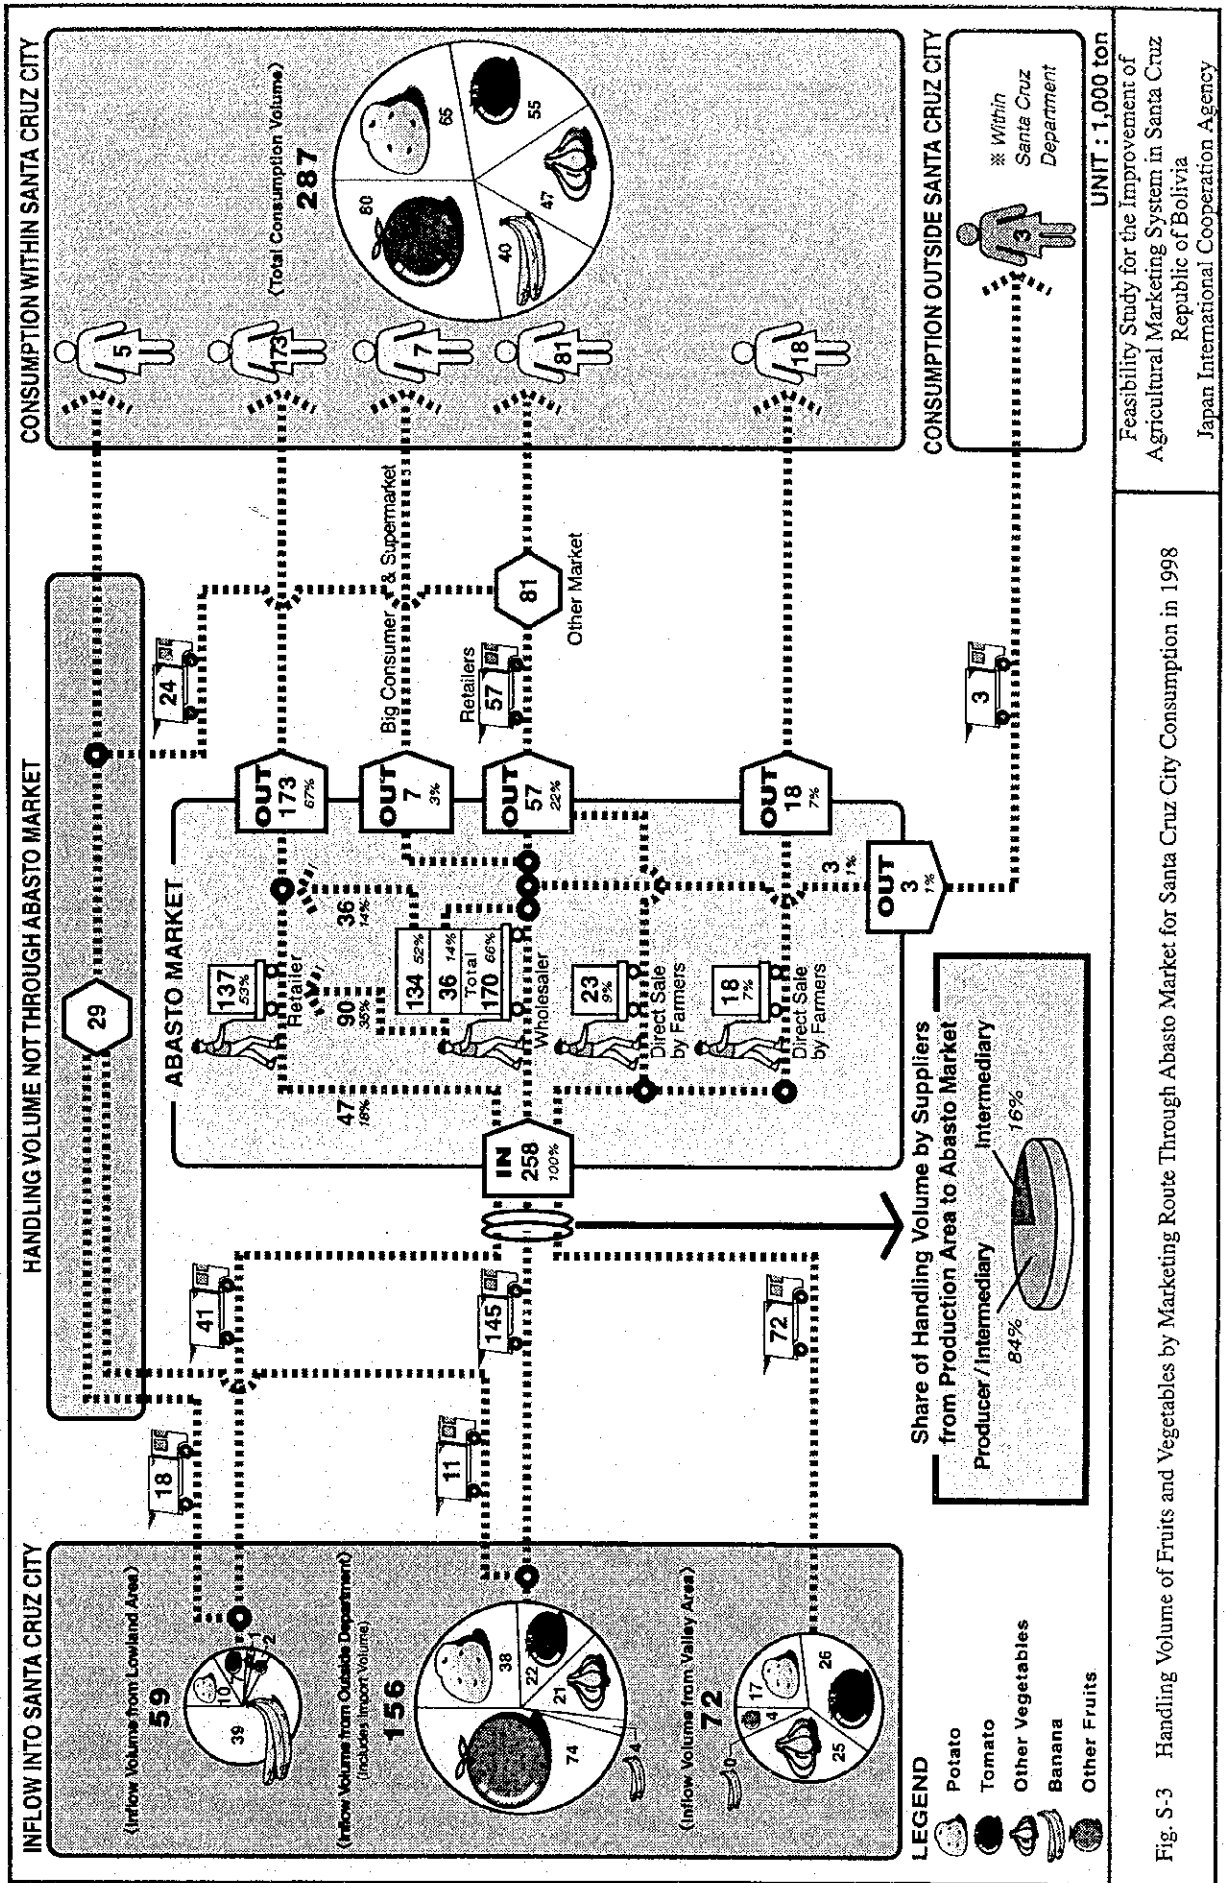 INFLOW INTO SANTA CRUZ CITY
(Inflow Volume from Lowland Area)
59
39
10
1
2
(Inflow Volume from Outside Department)
(Includes Import Volume)
156
38
22
21
4
74
(Inflow Volume from Valley Area)
72
17
26
25
4
0
LEGEND
Potato
Tomato
Other Vegetables
Banana
Other Fruits
HANDLING VOLUME NOT THROUGH ABASTO MARKET
29
18
41
11
145
72
24
ABASTO MARKET
IN
258
100%
47
18%
137
53%
Retailer
90
35%
36
14%
134 52%
36 14%
Total
170 66%
Wholesaler
23
9%
Direct Sale
by Farmers
18
7%
Direct Sale
by Farmers
OUT
173
67%
OUT
7
3%
OUT
57
22%
OUT
18
7%
3
1%
OUT
3
1%
Big Consumer & Supermarket
Retailers
57
81
Other Market
3
Share of Handling Volume by Suppliers
from Production Area to Abasto Market
Producer/Intermediary
84%
Intermediary
16%
CONSUMPTION WITHIN SANTA CRUZ CITY
5
173
7
81
18
(Total Consumption Volume)
287
80
65
55
47
40
CONSUMPTION OUTSIDE SANTA CRUZ CITY
3
※ Within
Santa Cruz
Department
UNIT : 1,000 ton
Fig. S-3 Handling Volume of Fruits and Vegetables by Marketing Route Through Abasto Market for Santa Cruz City Consumption in 1998
Feasibility Study for the Improvement of
Agricultural Marketing System in Santa Cruz
Republic of Bolivia
Japan International Cooperation Agency